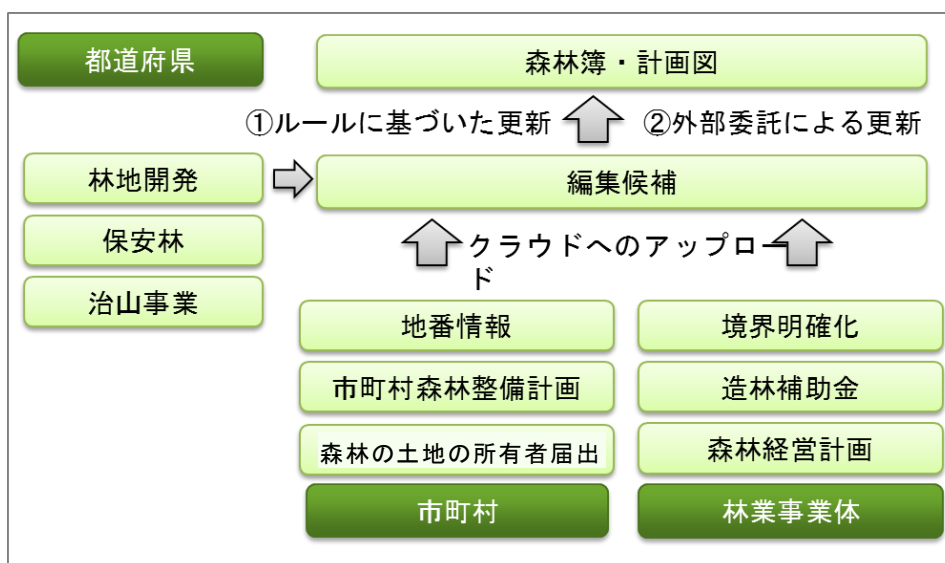 都道府県
森林簿・計画図
①ルールに基づいた更新
②外部委託による更新
林地開発
編集候補
保安林
クラウドへのアップロー
ド
治山事業
地番情報
境界明確化
市町村森林整備計画
造林補助金
森林の土地の所有者届出
森林経営計画
市町村
林業事業体